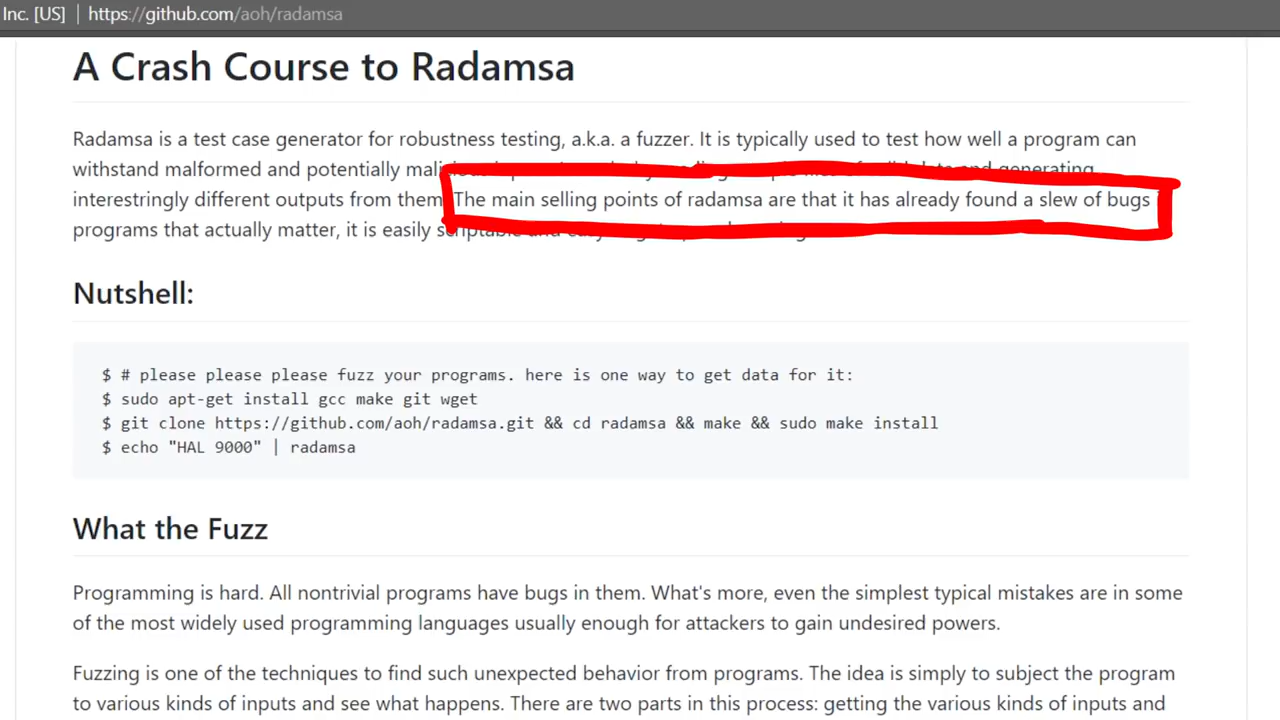 Inc. [US] | https://github.com/aoh/radamsa
A Crash Course to Radamsa
Radamsa is a test case generator for robustness testing, a.k.a. a fuzzer. It is typically used to test how well a program can
withstand malformed and potentially and generating
interestringly different outputs from them The main selling points of radamsa are that it has already found a slew of bugs
programs that actually matter, it is easily scriptable and
Nutshell:
$ # please please please fuzz your programs. here is one way to get data for it:
$ sudo apt-get install gcc make git wget
$ git clone https://github.com/aoh/radamsa.git && cd radamsa && make && sudo make install
$ echo "HAL 9000" | radamsa
What the Fuzz
Programming is hard. All nontrivial programs have bugs in them. What's more, even the simplest typical mistakes are in some
of the most widely used programming languages usually enough for attackers to gain undesired powers.
Fuzzing is one of the techniques to find such unexpected behavior from programs. The idea is simply to subject the program
to various kinds of inputs and see what happens. There are two parts in this process: getting the various kinds of inputs and